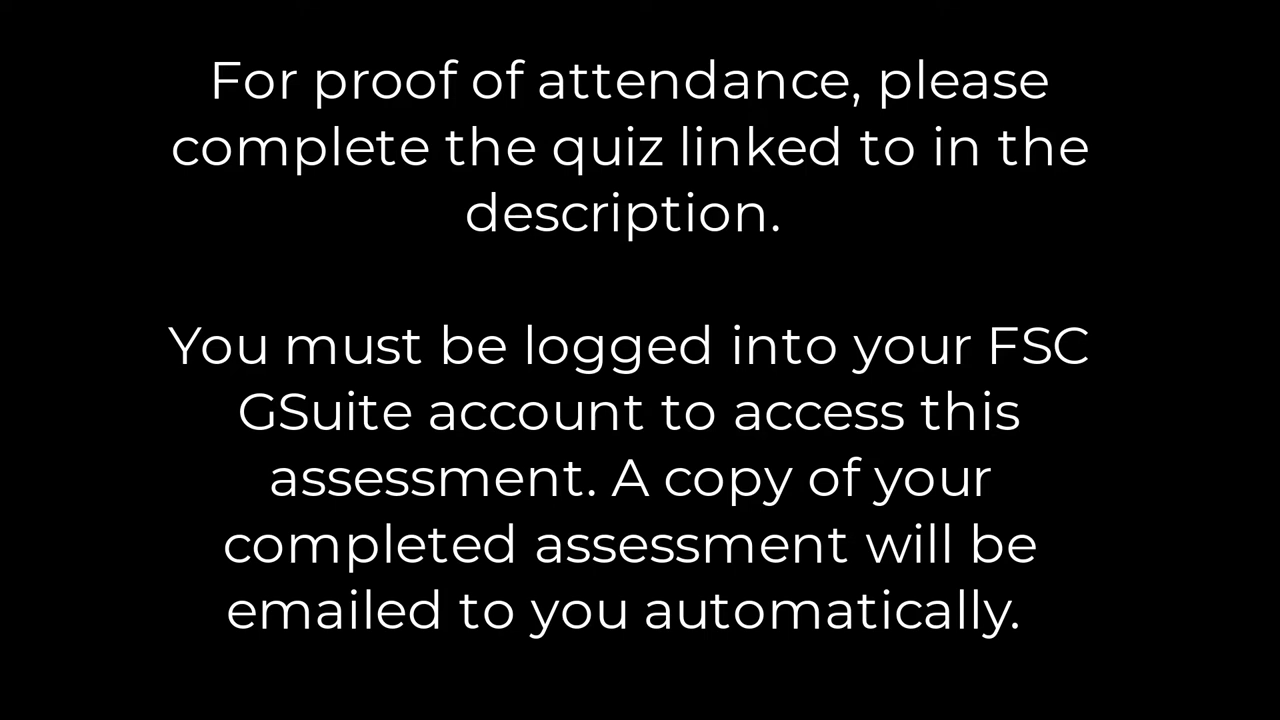 For proof of attendance, please
complete the quiz linked to in the
description.
You must be logged into your FSC
GSuite account to access this
assessment. A copy of your
completed assessment will be
emailed to you automatically.